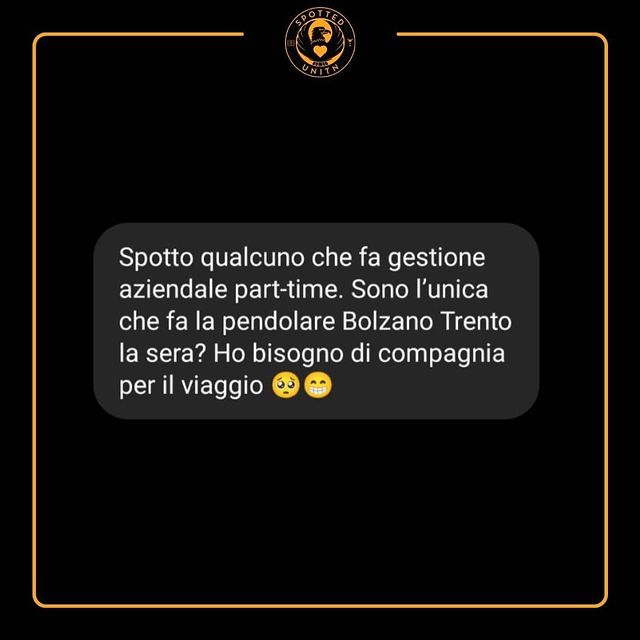 SPOTTED
UNITN
Spotto qualcuno che fa gestione
aziendale part-time. Sono l’unica
che fa la pendolare Bolzano Trento
la sera? Ho bisogno di compagnia
per il viaggio 🥺😁